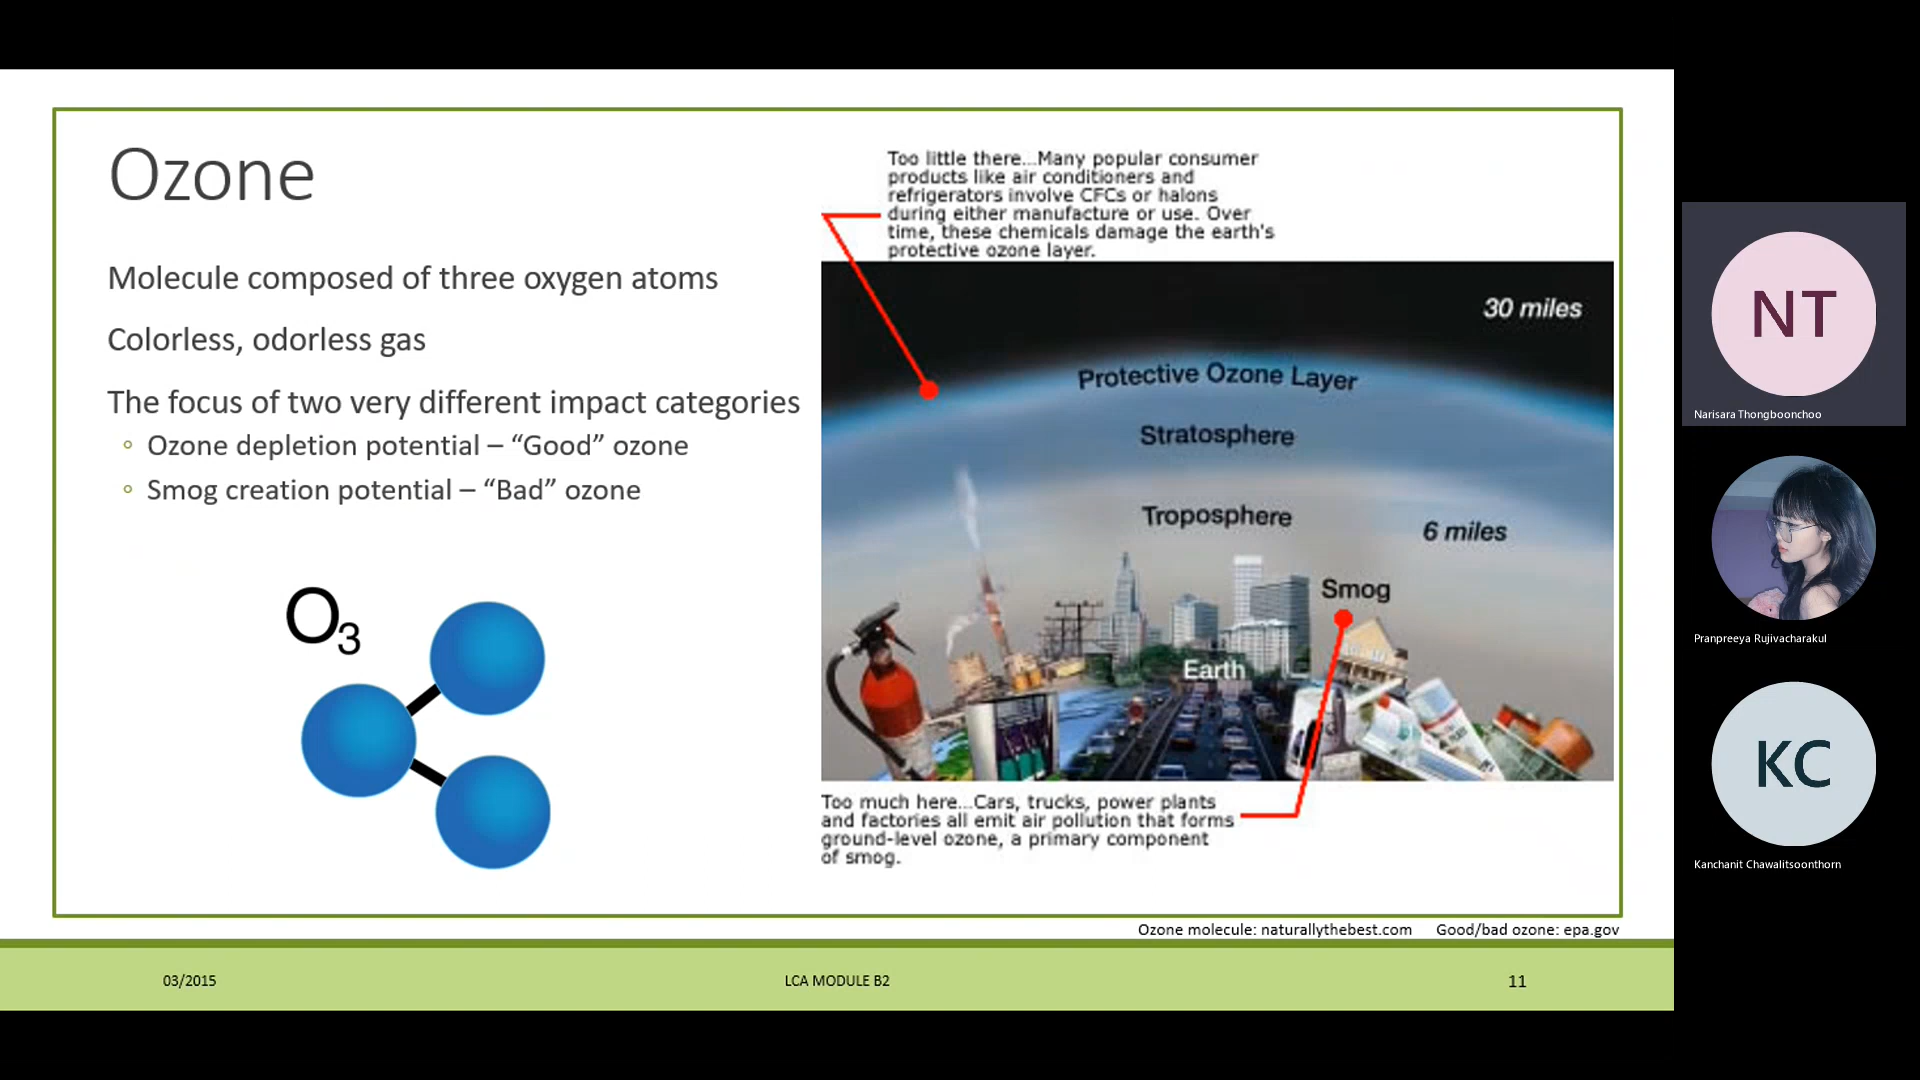 Ozone
Molecule composed of three oxygen atoms
Colorless, odorless gas
The focus of two very different impact categories
Ozone depletion potential – “Good” ozone
Smog creation potential – “Bad” ozone
O3
Too little there...Many popular consumer
products like air conditioners and
refrigerators involve CFCs or halons
during either manufacture or use. Over
time, these chemicals damage the earth's
protective ozone layer.
30 miles
Protective Ozone Layer
Stratosphere
Troposphere
6 miles
Smog
Earth
Too much here...Cars, trucks, power plants
and factories all emit air pollution that forms
ground-level ozone, a primary component
of smog.
Ozone molecule: naturallythebest.com Good/bad ozone: epa.gov
03/2015 LCA MODULE B2 11
NT
Narisara Thongboonchoo
Pranpreeya Rujivacharakul
KC
Kanchanit Chawalitsoonthorn